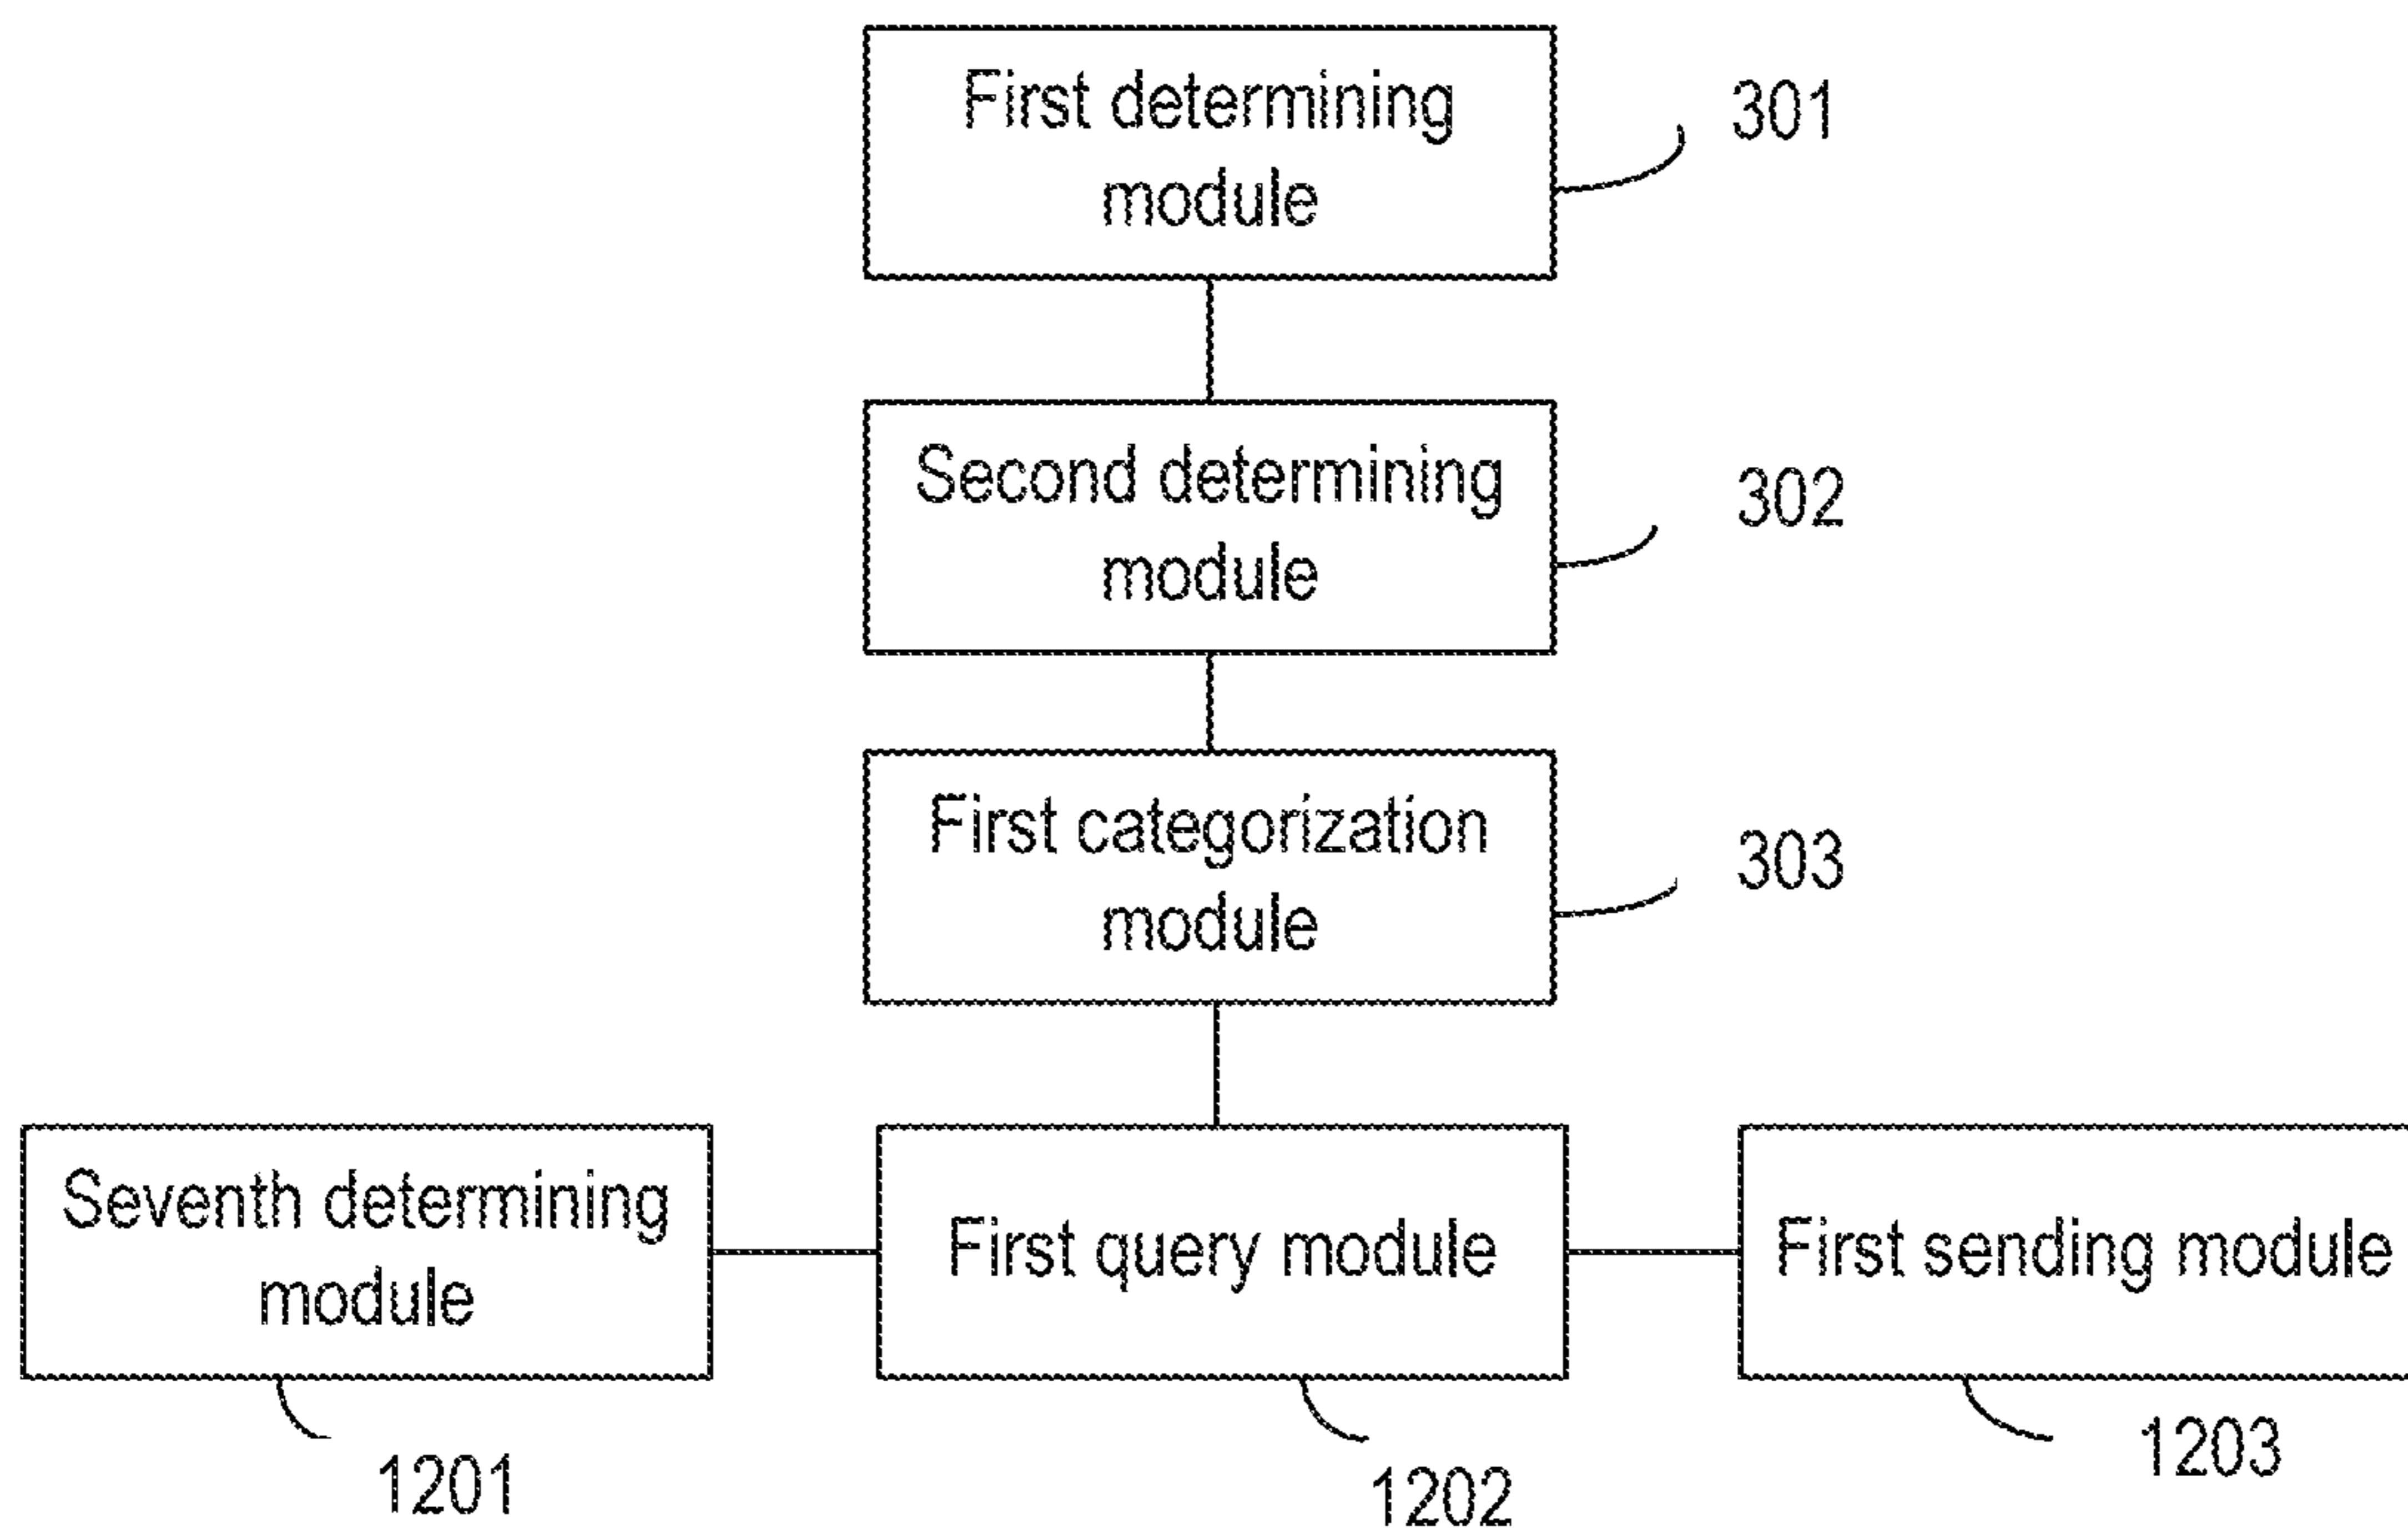 First determining
module
301
Second determining
module
302
First categorization
module
303
Seventh determining
module
First query module
First sending module
1201
1202
1203